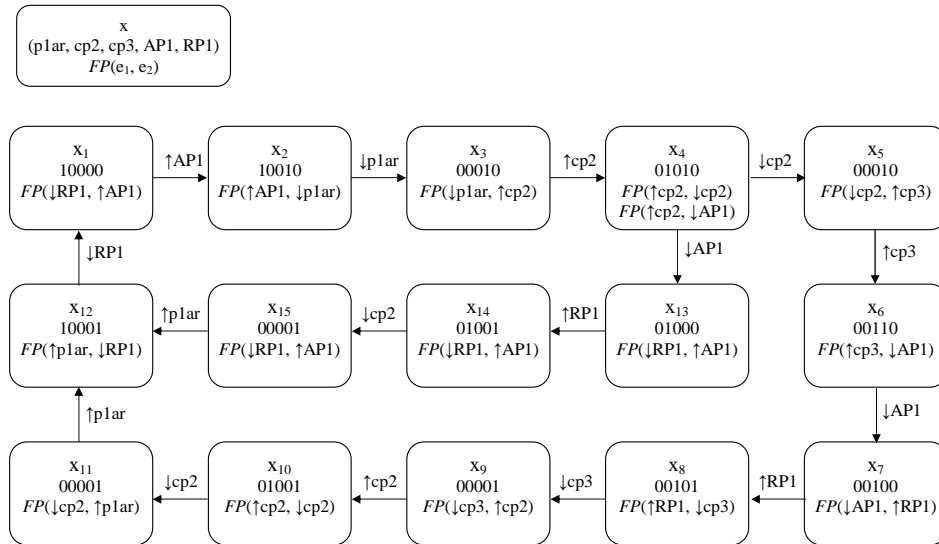 x
(p1ar, cp2, cp3, AP1, RP1)
FP(e₁, e₂)
x₁
10000
FP(↓RP1, ↑AP1)
↑AP1
x₂
10010
FP(↑AP1, ↓p1ar)
↓p1ar
x₃
00010
FP(↓p1ar, ↑cp2)
↑cp2
x₄
01010
FP(↑cp2, ↓cp2)
FP(↑cp2, ↓AP1)
↓cp2
x₅
00010
FP(↓cp2, ↑cp3)
↓RP1
↓AP1
↑cp3
x₁₂
10001
FP(↑p1ar, ↓RP1)
↑p1ar
x₁₅
00001
FP(↓RP1, ↑AP1)
↓cp2
x₁₄
01001
FP(↓RP1, ↑AP1)
↑RP1
x₁₃
01000
FP(↓RP1, ↑AP1)
x₆
00110
FP(↑cp3, ↓AP1)
↑p1ar
↓AP1
x₁₁
00001
FP(↓cp2, ↑p1ar)
↓cp2
x₁₀
01001
FP(↑cp2, ↓cp2)
↑cp2
x₉
00001
FP(↓cp3, ↑cp2)
↓cp3
x₈
00101
FP(↑RP1, ↓cp3)
↑RP1
x₇
00100
FP(↓AP1, ↑RP1)